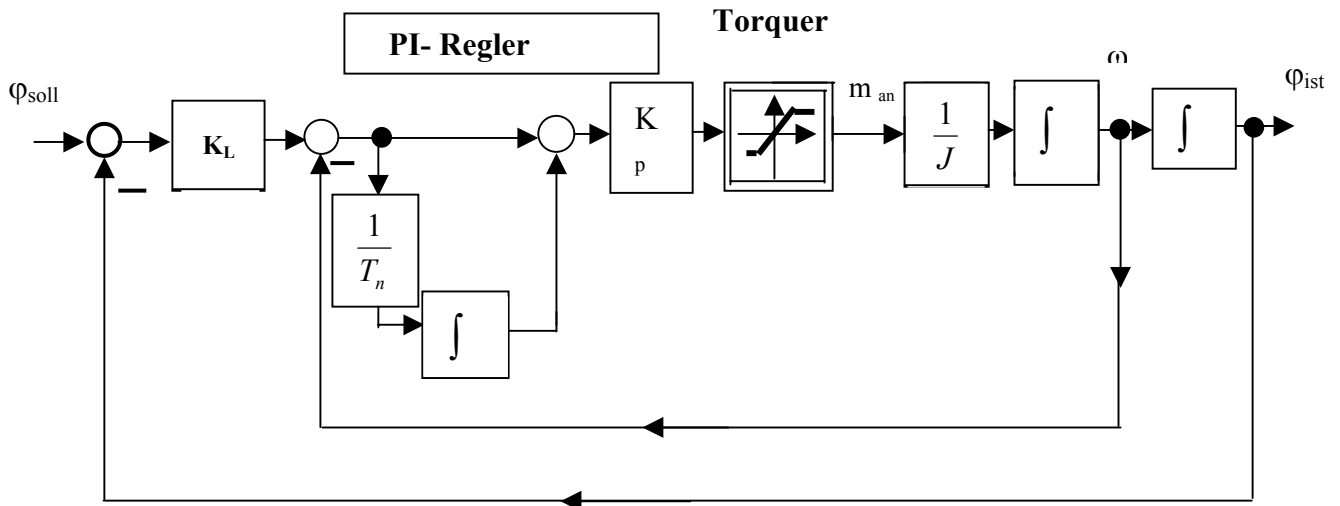 Torquer
PI- Regler
φsoll
KL
K
p
m an
1
J
∫
ω
∫
φist
1
Tn
∫